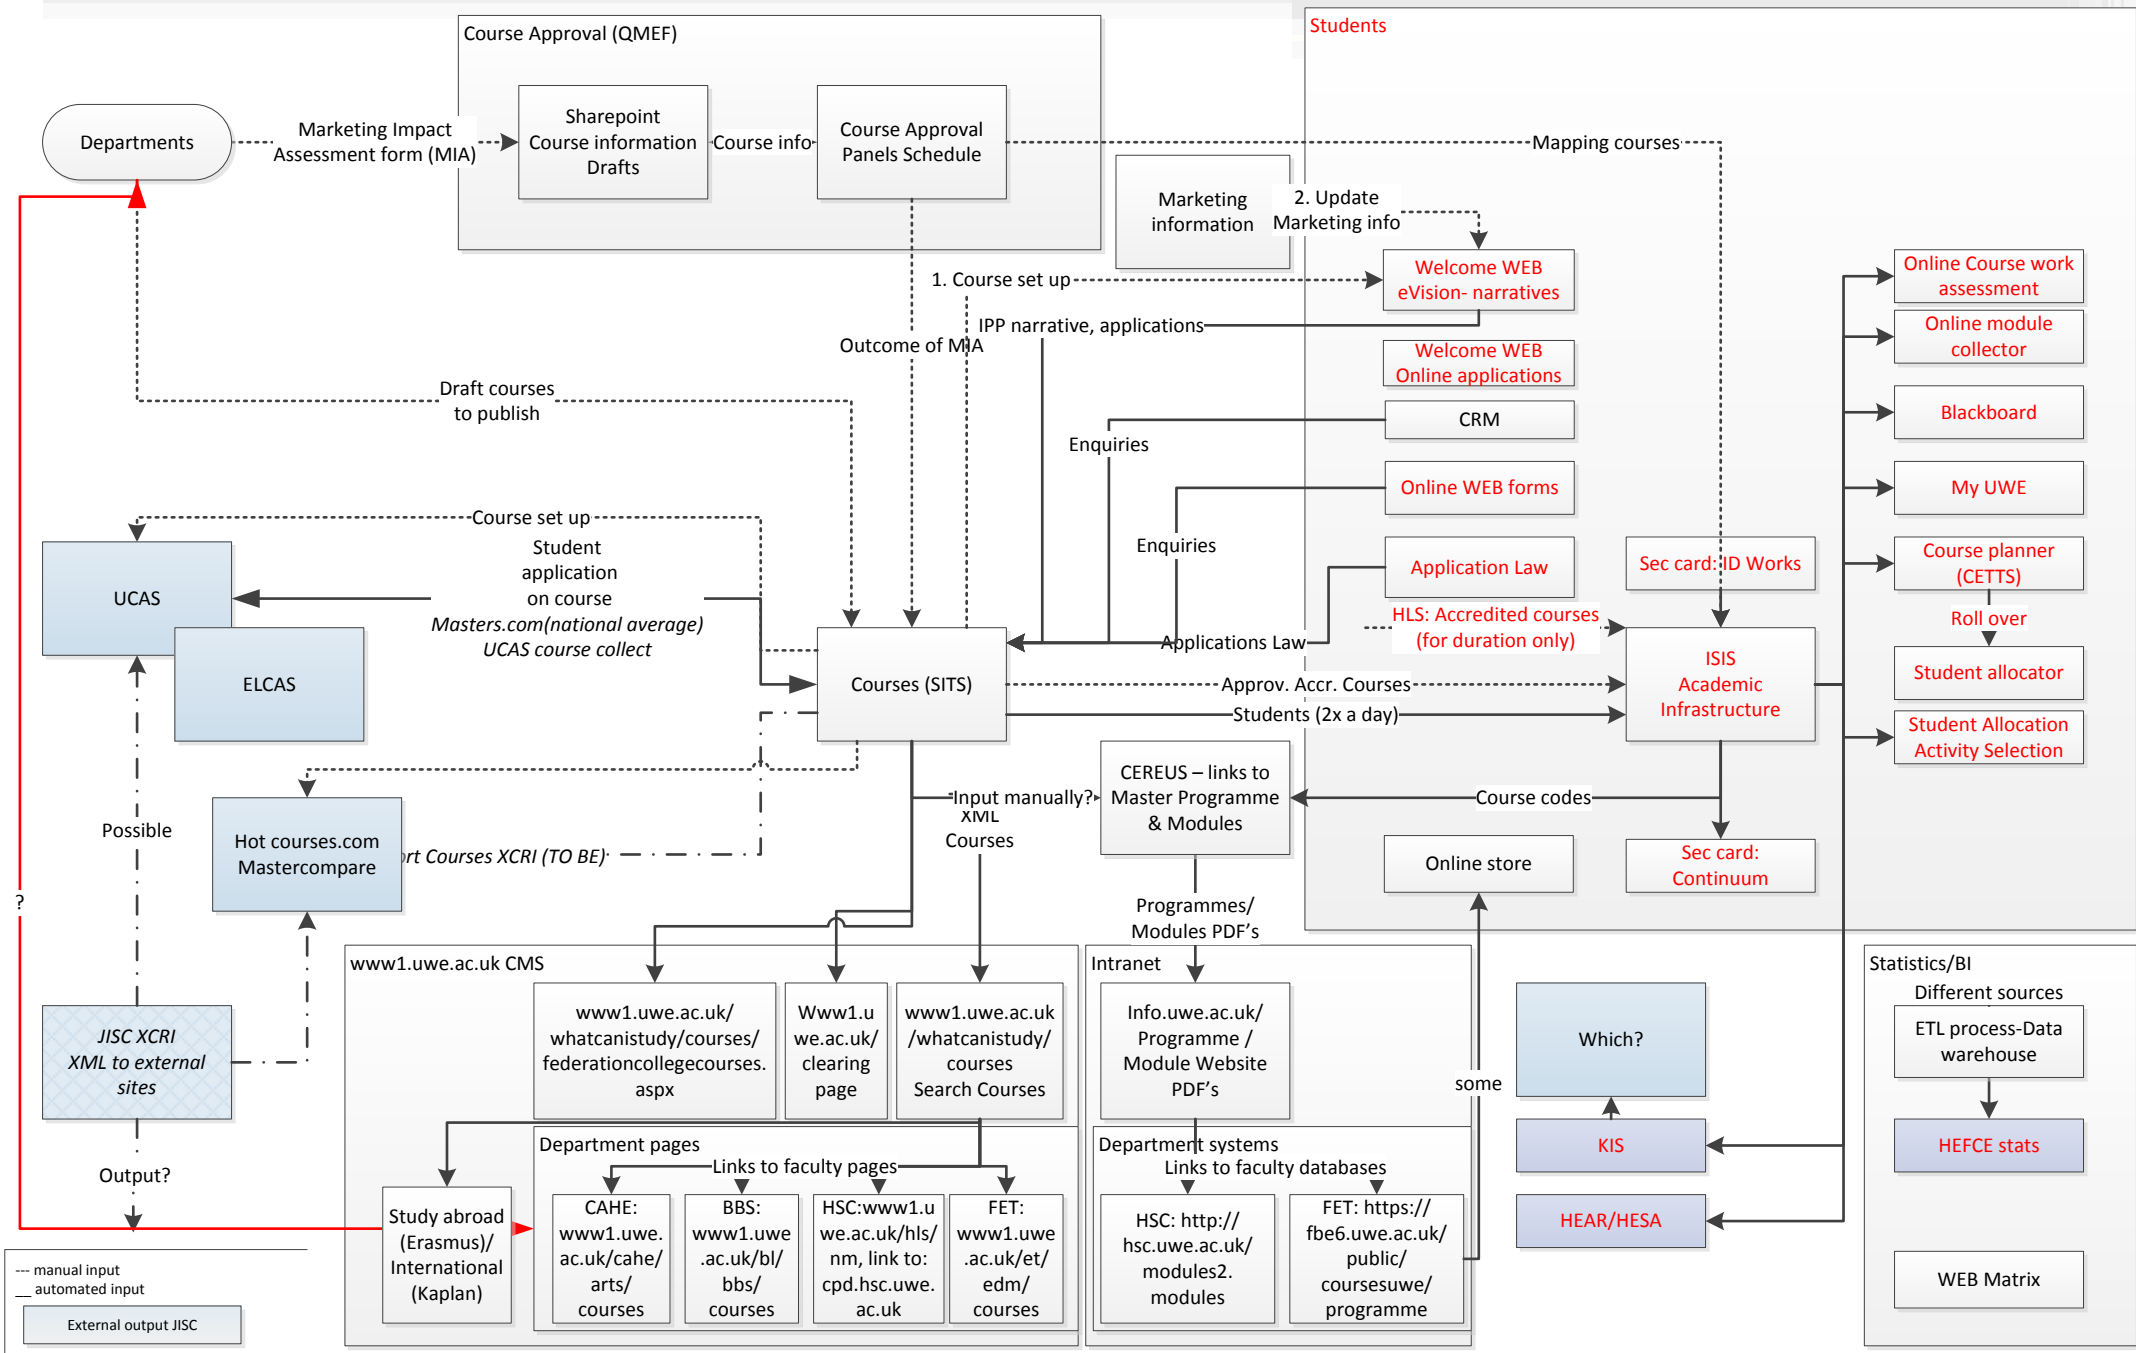 Course Approval (QMEF)
Students
Departments
Marketing Impact
Assessment form (MIA)
Sharepoint
Course information
Drafts
Course info
Course Approval
Panels Schedule
Mapping courses
Marketing
information
2. Update
Marketing info
1. Course set up
Welcome WEB
eVision- narratives
IPP narrative, applications
Outcome of MIA
Welcome WEB
Online applications
CRM
Enquiries
Online WEB forms
Enquiries
Application Law
Applications Law
Sec card: ID Works
HLS: Accredited courses
(for duration only)
Online Course work
assessment
Online module
collector
Blackboard
My UWE
Course planner
(CETTS)
Roll over
Student allocator
Student Allocation
Activity Selection
Draft courses
to publish
Course set up
Student
application
on course
Masters.com(national average)
UCAS course collect
UCAS
ELCAS
Courses (SITS)
Approv. Accr. Courses
Students (2x a day)
ISIS
Academic
Infrastructure
Possible
Hot courses.com
Mastercompare
rt Courses XCRI (TO BE)
Input manually?
XML
Courses
CEREUS – links to
Master Programme
& Modules
Course codes
Online store
Sec card:
Continuum
?
Programmes/
Modules PDF's
www1.uwe.ac.uk CMS
www1.uwe.ac.uk/
whatcanistudy/courses/
federationcollegecourses.
aspx
Www1.u
we.ac.uk/
clearing
page
www1.uwe.ac.uk
/whatcanistudy/
courses
Search Courses
Intranet
Info.uwe.ac.uk/
Programme /
Module Website
PDF's
some
Which?
KIS
HEAR/HESA
Statistics/BI
Different sources
ETL process-Data
warehouse
HEFCE stats
WEB Matrix
JISC XCRI
XML to external
sites
Output?
Study abroad
(Erasmus)/
International
(Kaplan)
Department pages
Links to faculty pages
CAHE:
www1.uwe.
ac.uk/cahe/
arts/
courses
BBS:
www1.uwe
.ac.uk/bl/
bbs/
courses
HSC:www1.u
we.ac.uk/hls/
nm, link to:
cpd.hsc.uwe.
ac.uk
FET:
www1.uwe
.ac.uk/et/
edm/
courses
Department systems
Links to faculty databases
HSC: http://
hsc.uwe.ac.uk/
modules2.
modules
FET: https://
fbe6.uwe.ac.uk/
public/
coursesuwe/
programme
--- manual input
__ automated input
External output JISC